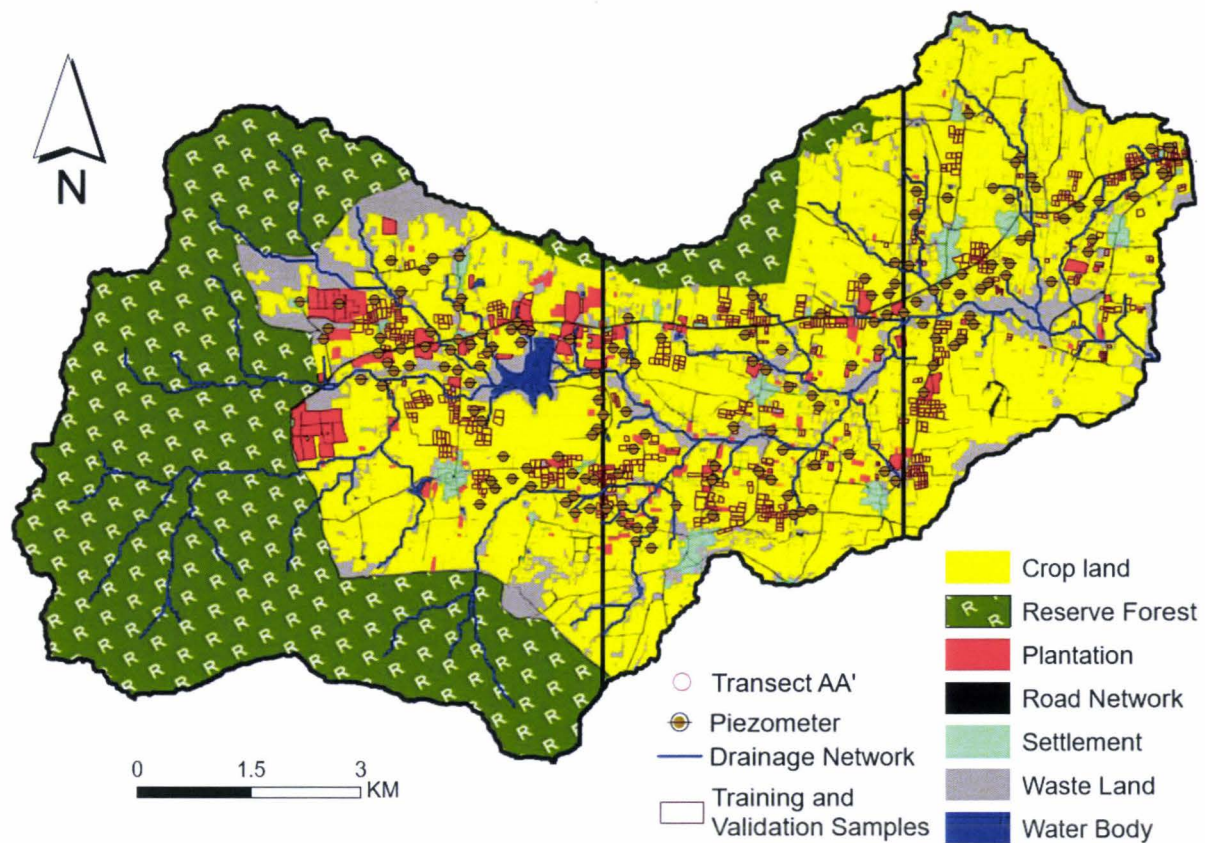 N
Crop land
Reserve Forest
Plantation
Road Network
Settlement
Waste Land
Water Body
Transect AA'
Piezometer
Drainage Network
Training and
Validation Samples
0 1.5 3
KM